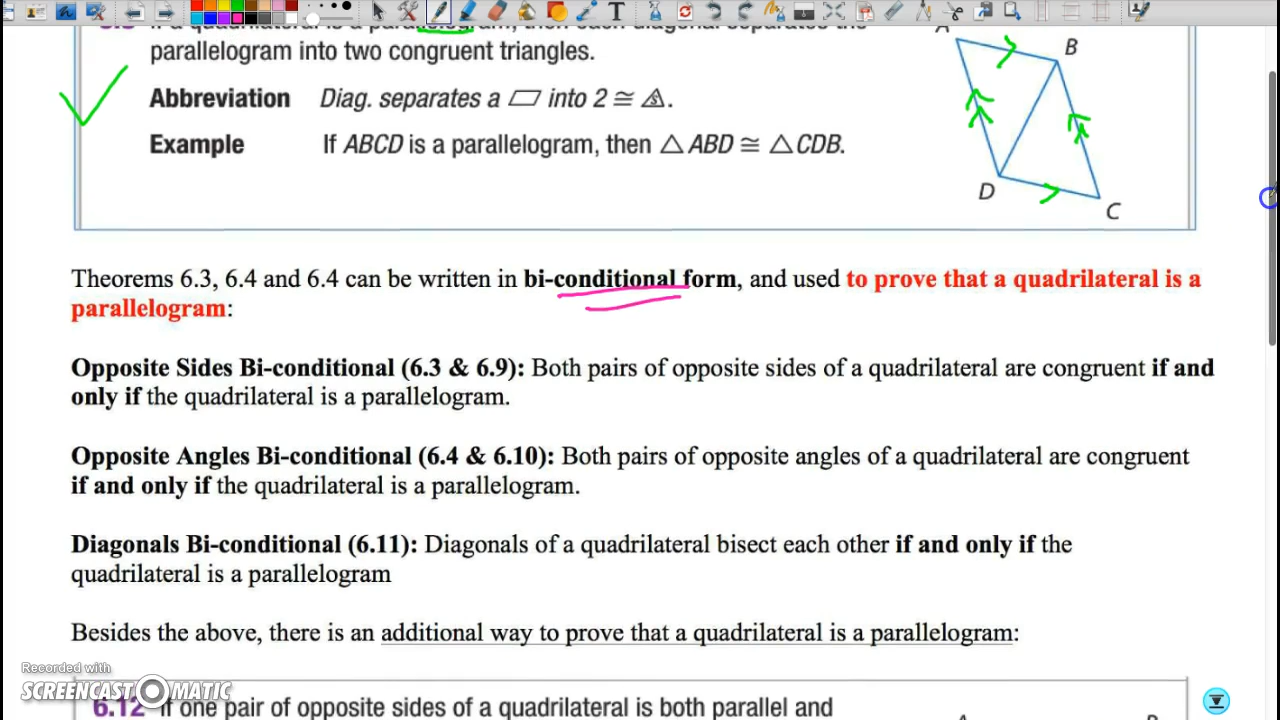 parallelogram into two congruent triangles.
Abbreviation Diag. separates a ▱ into 2 ≅ △s.
Example If ABCD is a parallelogram, then △ABD ≅ △CDB.
A
B
D
C
Theorems 6.3, 6.4 and 6.4 can be written in bi-conditional form, and used to prove that a quadrilateral is a
parallelogram:
Opposite Sides Bi-conditional (6.3 & 6.9): Both pairs of opposite sides of a quadrilateral are congruent if and
only if the quadrilateral is a parallelogram.
Opposite Angles Bi-conditional (6.4 & 6.10): Both pairs of opposite angles of a quadrilateral are congruent
if and only if the quadrilateral is a parallelogram.
Diagonals Bi-conditional (6.11): Diagonals of a quadrilateral bisect each other if and only if the
quadrilateral is a parallelogram
Besides the above, there is an additional way to prove that a quadrilateral is a parallelogram:
Recorded with
SCREENCAST-O-MATIC
6.12 If one pair of opposite sides of a quadrilateral is both parallel and